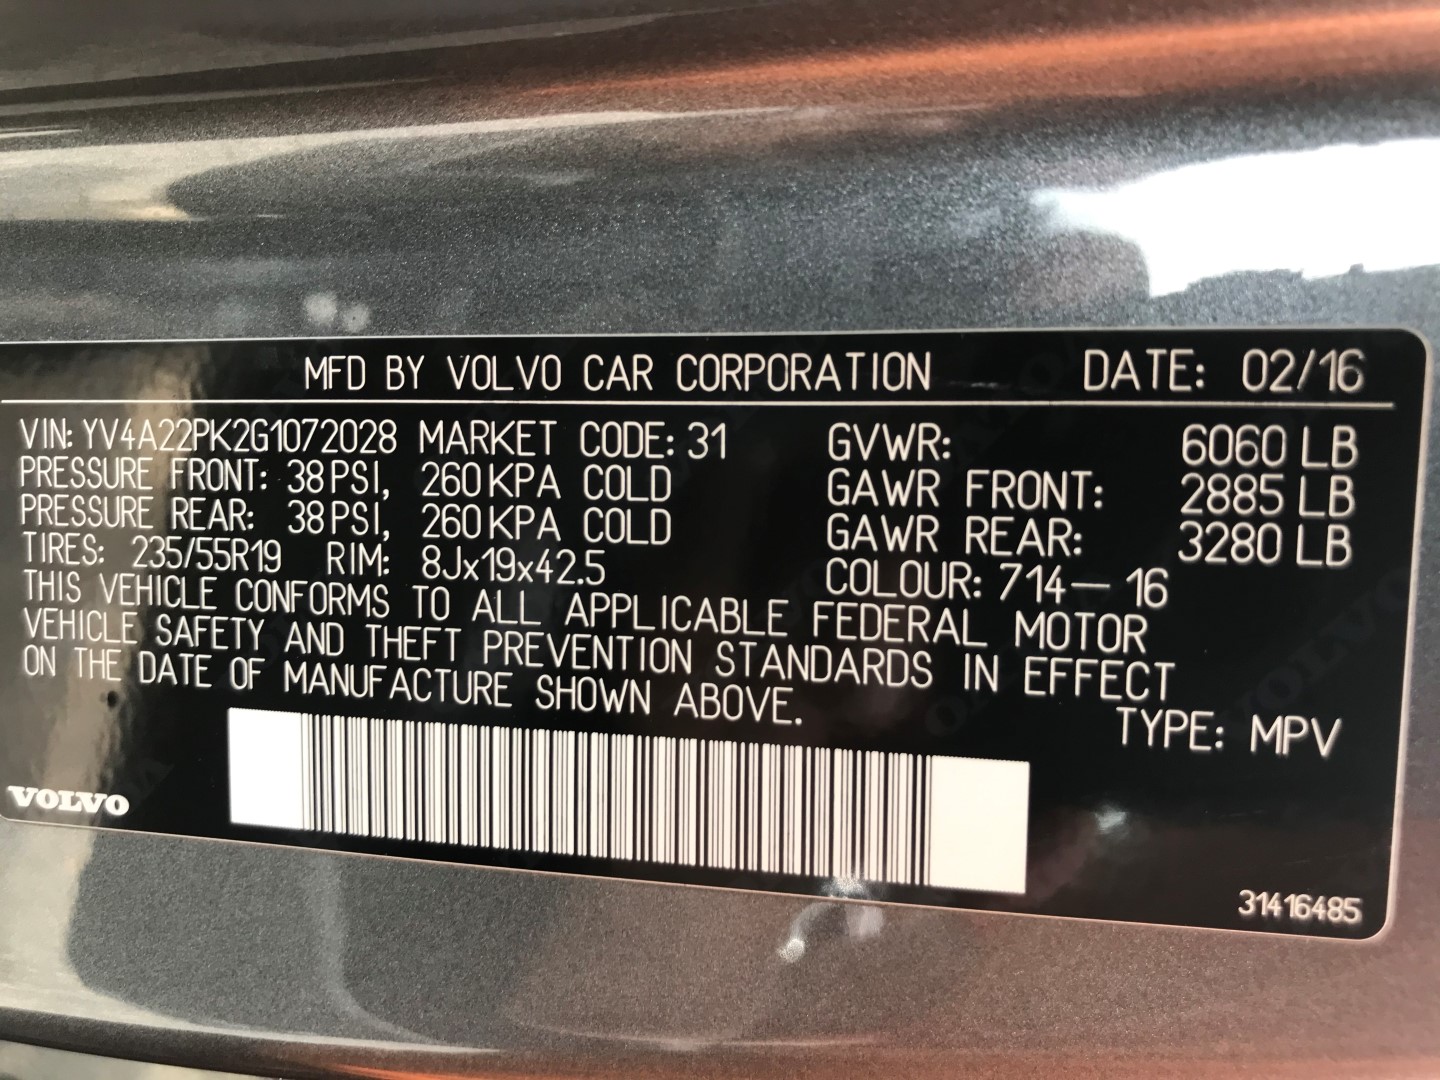 MFD BY VOLVO CAR CORPORATION DATE: 02/16
VIN: YV4A22PK2G1072028 MARKET CODE: 31 GVWR: 6060 LB
PRESSURE FRONT: 38 PSI, 260 KPA COLD GAWR FRONT: 2885 LB
PRESSURE REAR: 38 PSI, 260 KPA COLD GAWR REAR: 3280 LB
TIRES: 235/55R19 RIM: 8Jx19x42.5 COLOUR: 714— 16
THIS VEHICLE CONFORMS TO ALL APPLICABLE FEDERAL MOTOR
VEHICLE SAFETY AND THEFT PREVENTION STANDARDS IN EFFECT
ON THE DATE OF MANUFACTURE SHOWN ABOVE.
TYPE: MPV
VOLVO
31416485